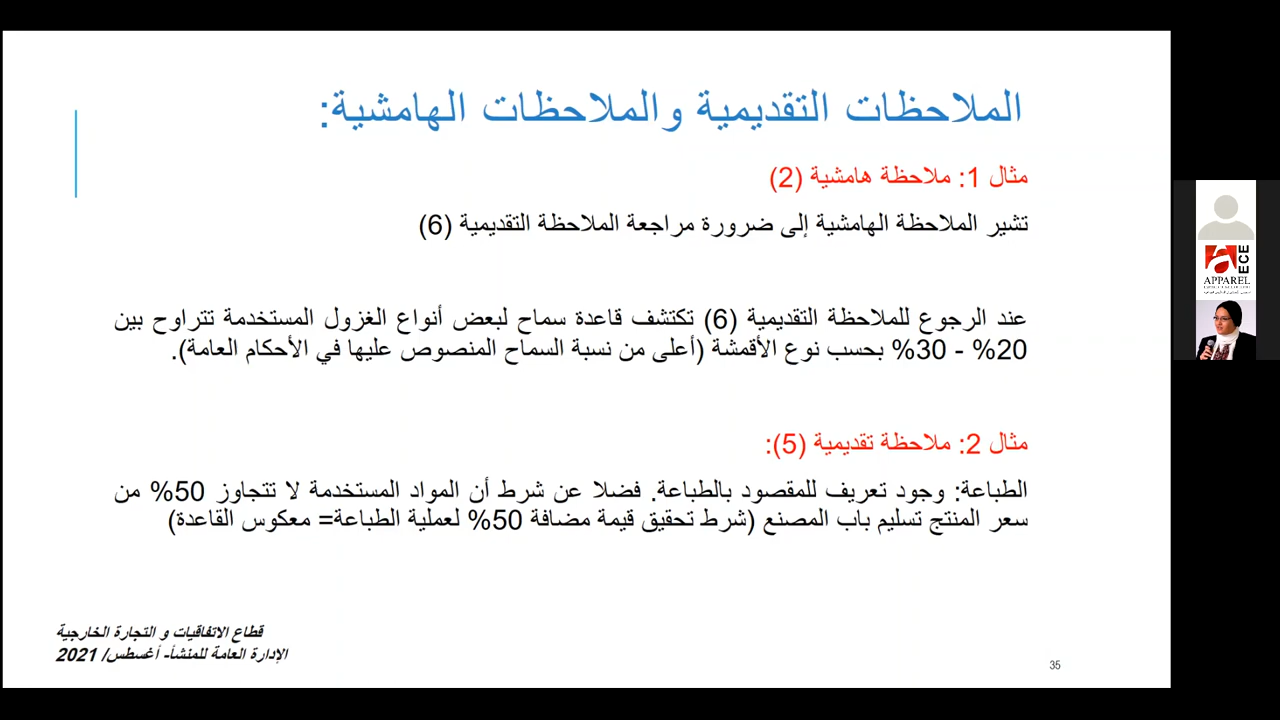 الملاحظات التقديمية والملاحظات الهامشية:
مثال 1: ملاحظة هامشية (2)
تشير الملاحظة الهامشية إلى ضرورة مراجعة الملاحظة التقديمية (6)
عند الرجوع للملاحظة التقديمية (6) تكتشف قاعدة سماح لبعض أنواع الغزول المستخدمة تتراوح بين
20% - 30% بحسب نوع الأقمشة (أعلى من نسبة السماح المنصوص عليها في الأحكام العامة).
مثال 2: ملاحظة تقديمية (5):
الطباعة: وجود تعريف للمقصود بالطباعة. فضلا عن شرط أن المواد المستخدمة لا تتجاوز 50% من
سعر المنتج تسليم باب المصنع (شرط تحقيق قيمة مضافة 50% لعملية الطباعة= معكوس القاعدة)
قطاع الاتفاقيات و التجارة الخارجية
الإدارة العامة للمنشأ- أغسطس/ 2021
35
ECE
APPAREL